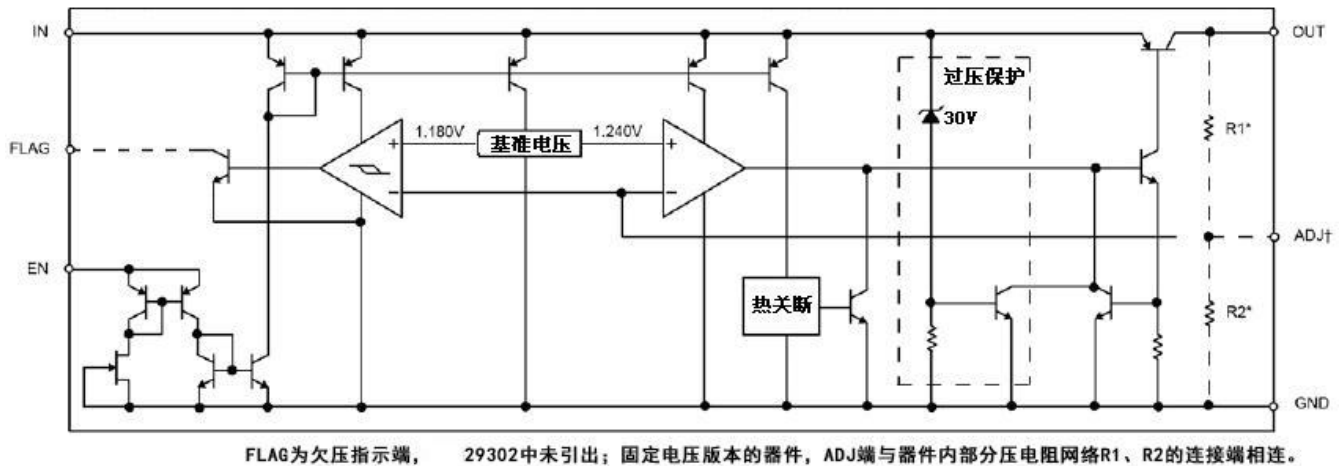 IN
OUT
过压保护
30V
R1*
FLAG
1.180V
基准电压
1.240V
+
+
−
−
ADJ†
EN
热关断
R2*
GND
FLAG为欠压指示端， 29302中未引出；固定电压版本的器件，ADJ端与器件内部分压电阻网络R1、R2的连接端相连。